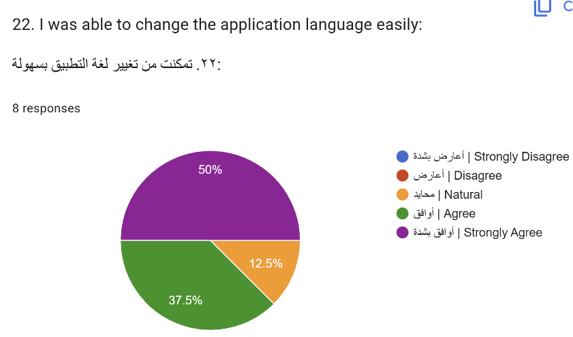 22. I was able to change the application language easily:
٢٢. تمكنت من تغيير لغة التطبيق بسهولة:
8 responses
50%
12.5%
37.5%
أعارض بشدة | Strongly Disagree
أعارض | Disagree
محايد | Natural
أوافق | Agree
أوافق بشدة | Strongly Agree